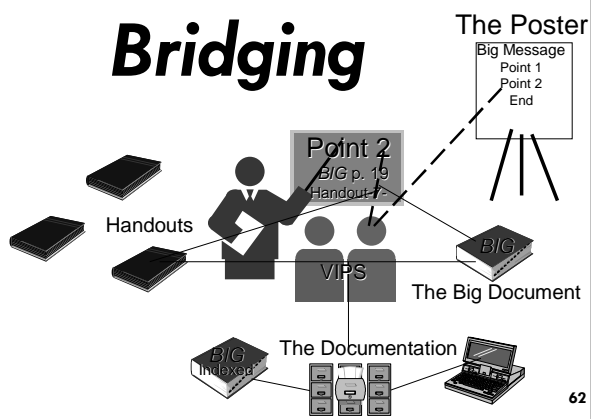 Bridging
The Poster
Big Message
Point 1
Point 2
End
Point 2
BIG p. 19
Handout 7-
Handouts
VIPS
BIG
The Big Document
The Documentation
BIG
Indexed
62